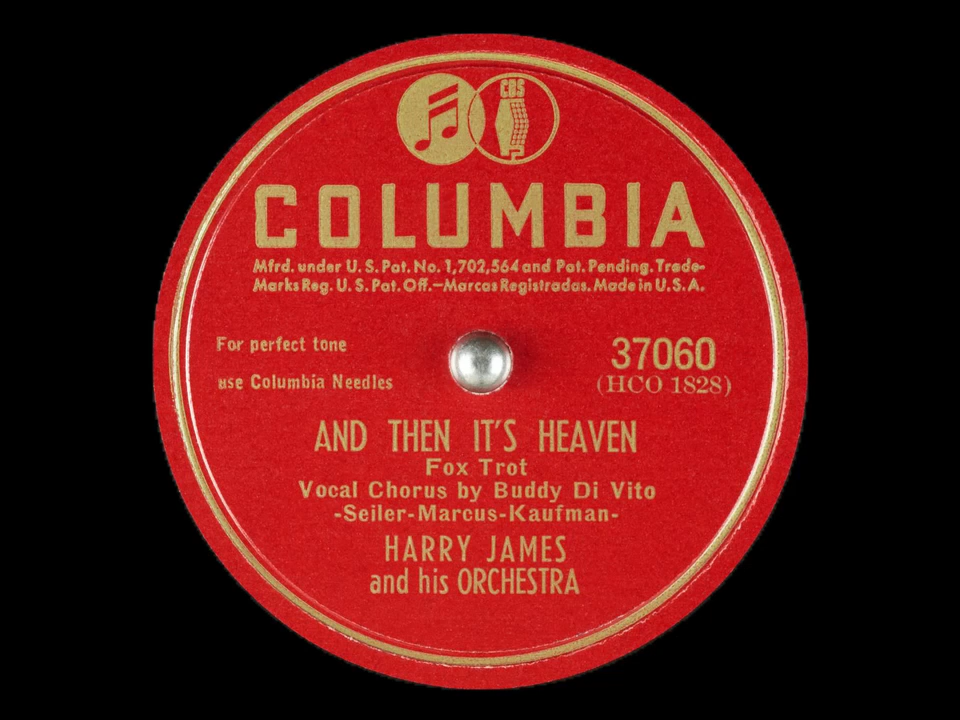 CBS
COLUMBIA
Mfrd. under U. S. Pat. No. 1,702,564 and Pat. Pending. Trade-
Marks Reg. U. S. Pat. Off.—Marcas Registradas. Made in U. S. A.
For perfect tone
use Columbia Needles
37060
(HCO 1828)
AND THEN IT'S HEAVEN
Fox Trot
Vocal Chorus by Buddy Di Vito
-Seiler-Marcus-Kaufman-
HARRY JAMES
and his ORCHESTRA